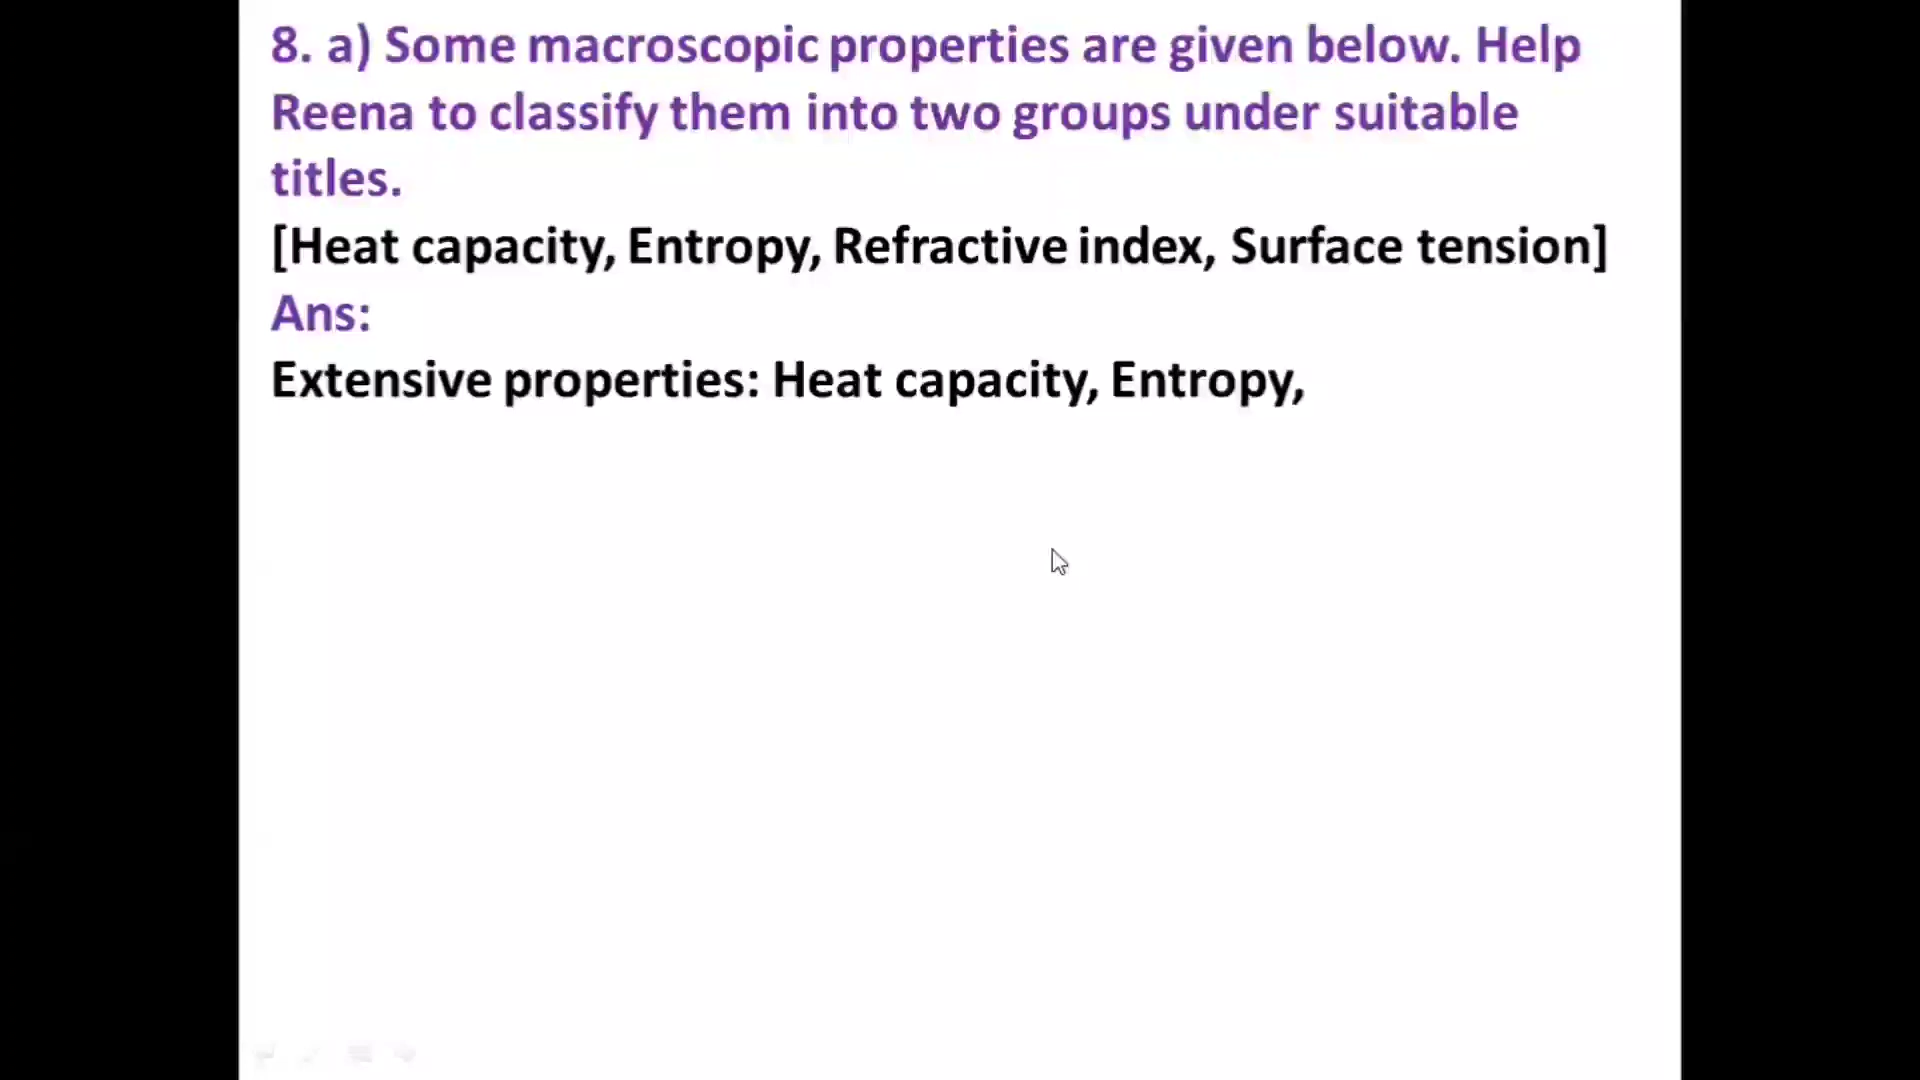 8. a) Some macroscopic properties are given below. Help
Reena to classify them into two groups under suitable
titles.
[Heat capacity, Entropy, Refractive index, Surface tension]
Ans:
Extensive properties: Heat capacity, Entropy,